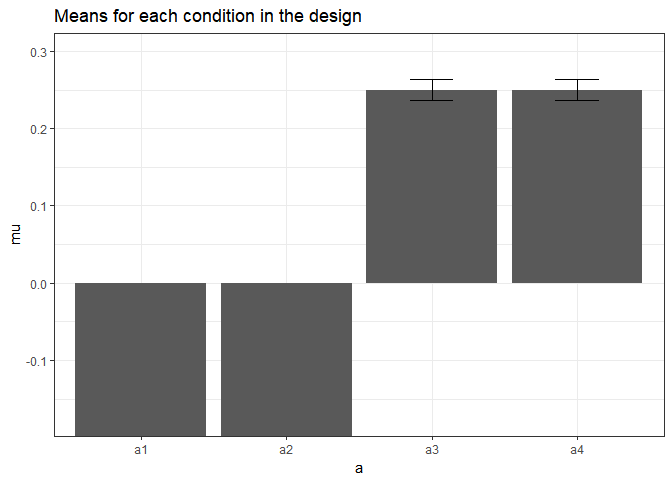 Means for each condition in the design
0.3
0.2
0.1
0.0
-0.1
mu
a1 a2 a3 a4
a